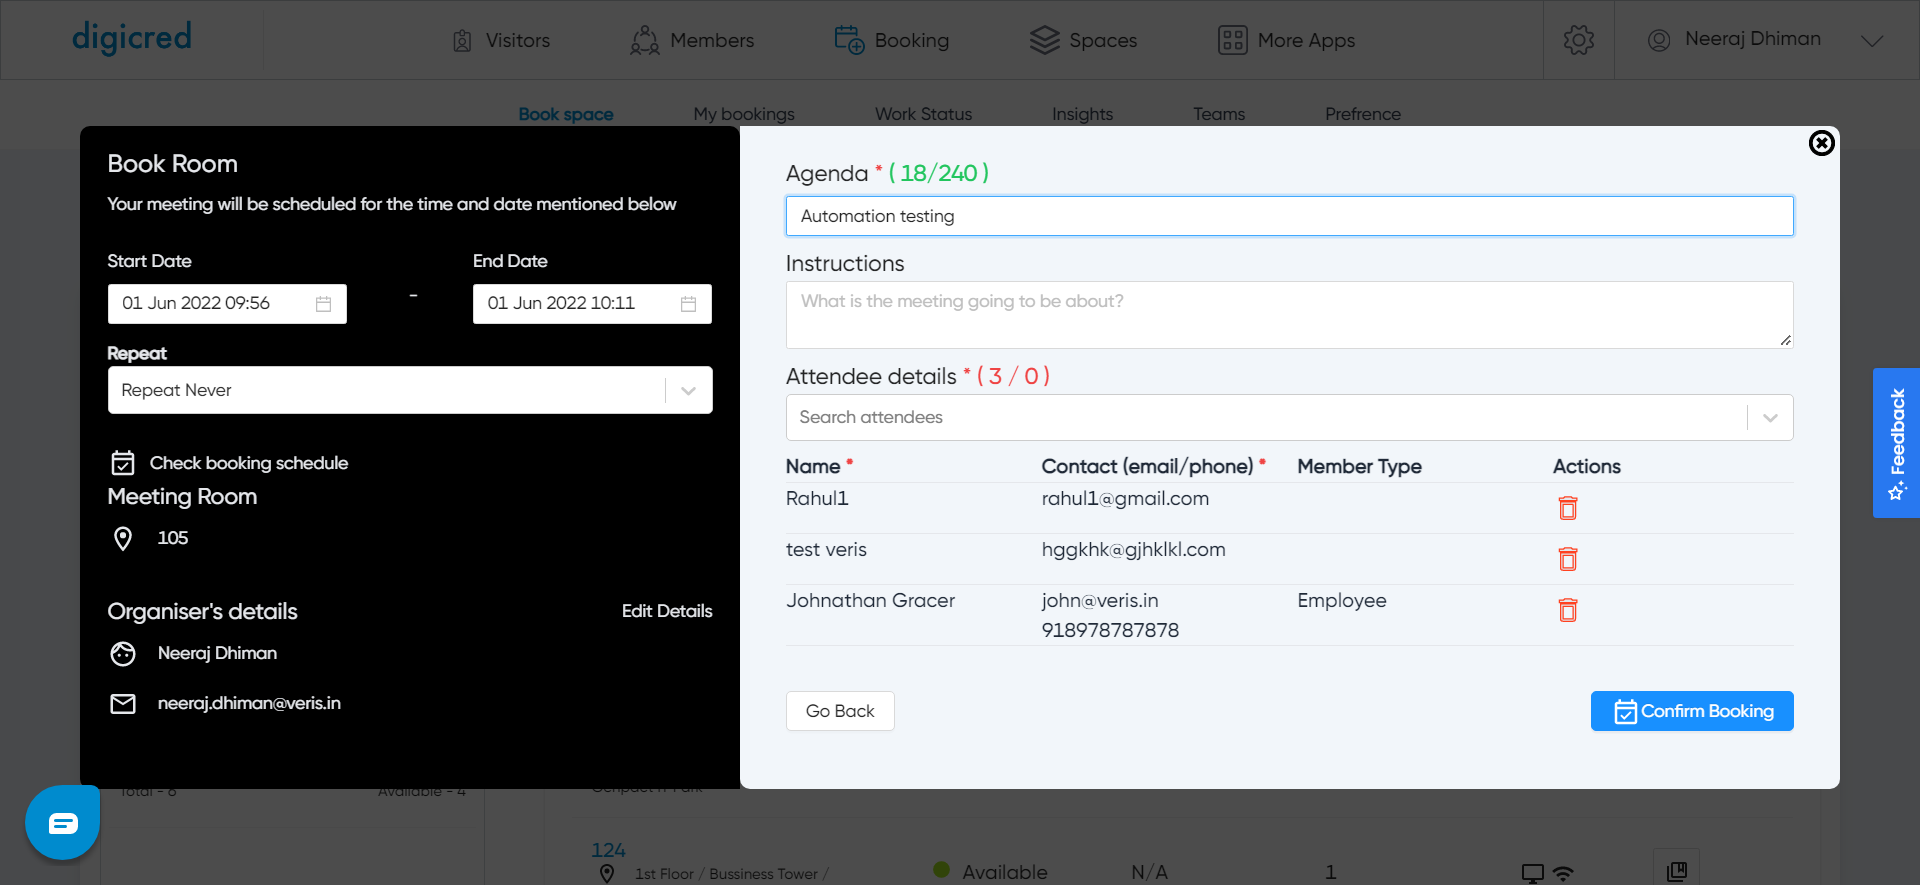 digicred
Visitors
Members
Booking
Spaces
More Apps
Neeraj Dhiman
Book space
My bookings
Work Status
Insights
Teams
Prefrence
Book Room
Your meeting will be scheduled for the time and date mentioned below
Start Date
End Date
01 Jun 2022 09:56
-
01 Jun 2022 10:11
Repeat
Repeat Never
Check booking schedule
Meeting Room
105
Organiser's details
Edit Details
Neeraj Dhiman
neeraj.dhiman@veris.in
Agenda * ( 18/240 )
Automation testing
Instructions
What is the meeting going to be about?
Attendee details * ( 3 / 0 )
Search attendees
Name * Contact (email/phone) * Member Type Actions
Rahul1 rahul1@gmail.com
test veris hggkhk@gjhklkl.com
Johnathan Gracer john@veris.in Employee
918978787878
Go Back
Confirm Booking
Feedback
Total - 8
Available - 4
Genpact IT Park
124
1st Floor / Bussiness Tower /
Available
N/A
1